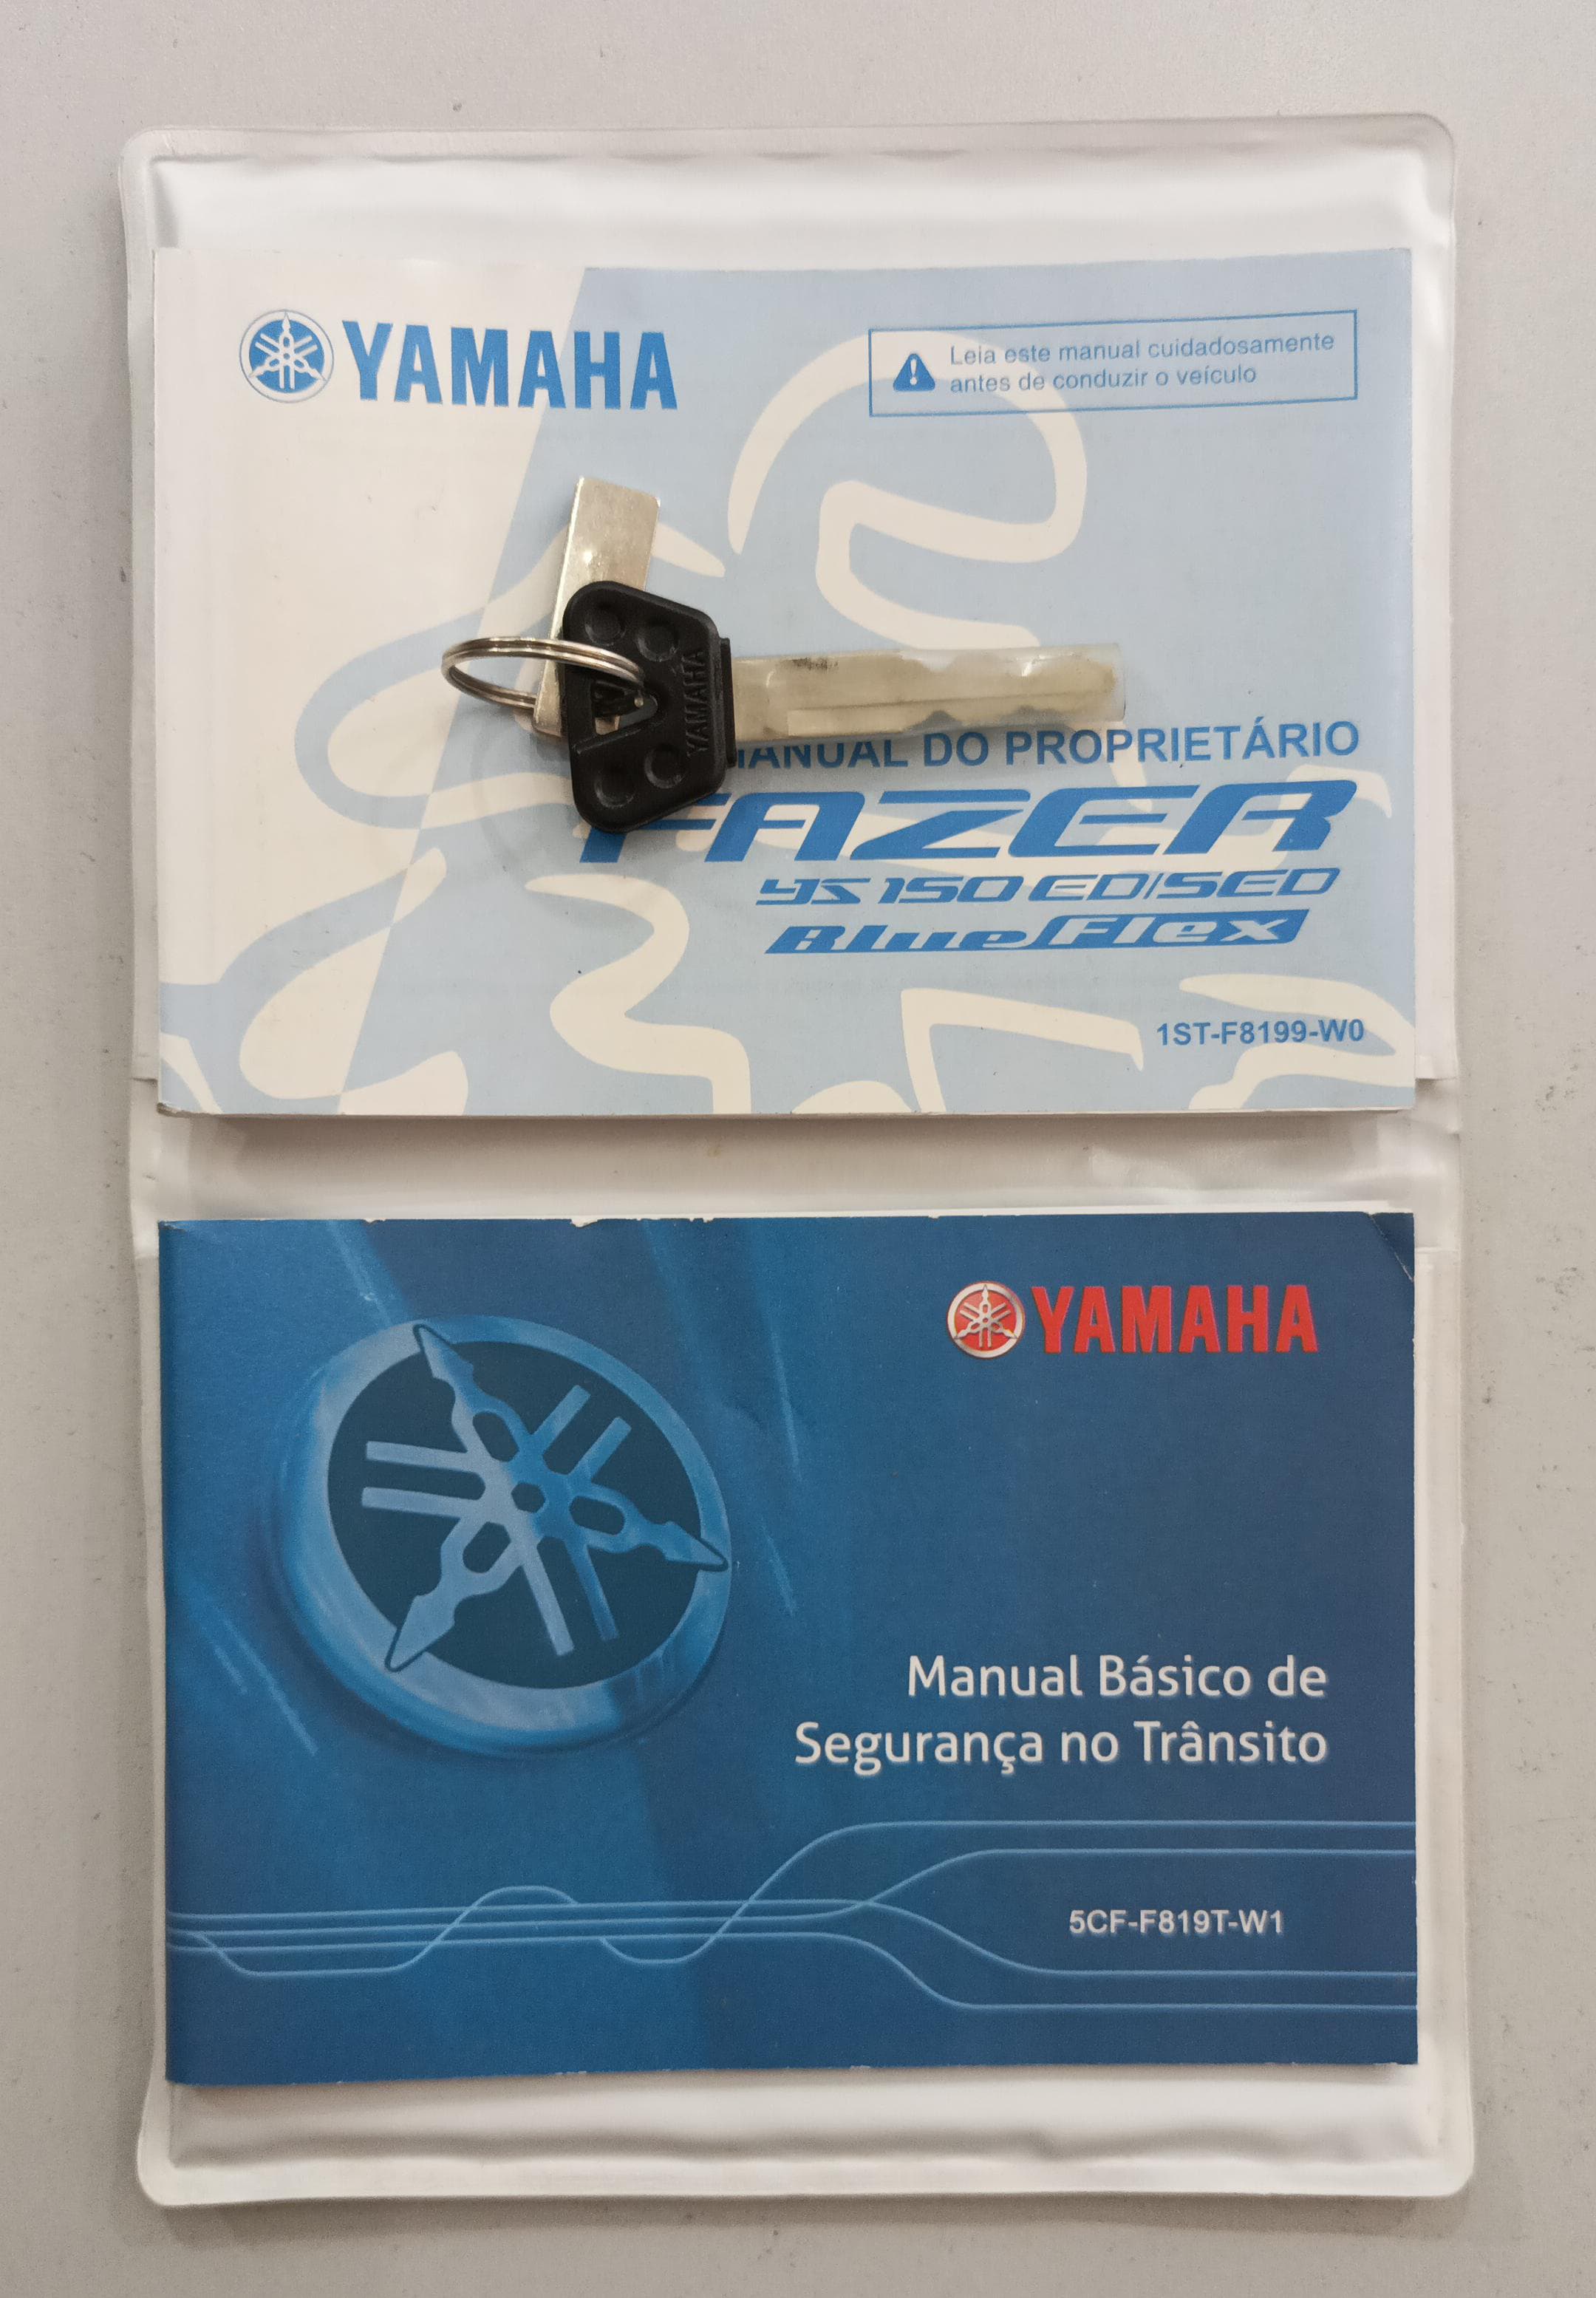 YAMAHA
Leia este manual cuidadosamente
antes de conduzir o veículo
YAMAHA
MANUAL DO PROPRIETÁRIO
FAZER
YS 150 ED/SED
BlueFlex
1ST-F8199-W0
YAMAHA
Manual Básico de
Segurança no Trânsito
5CF-F819T-W1